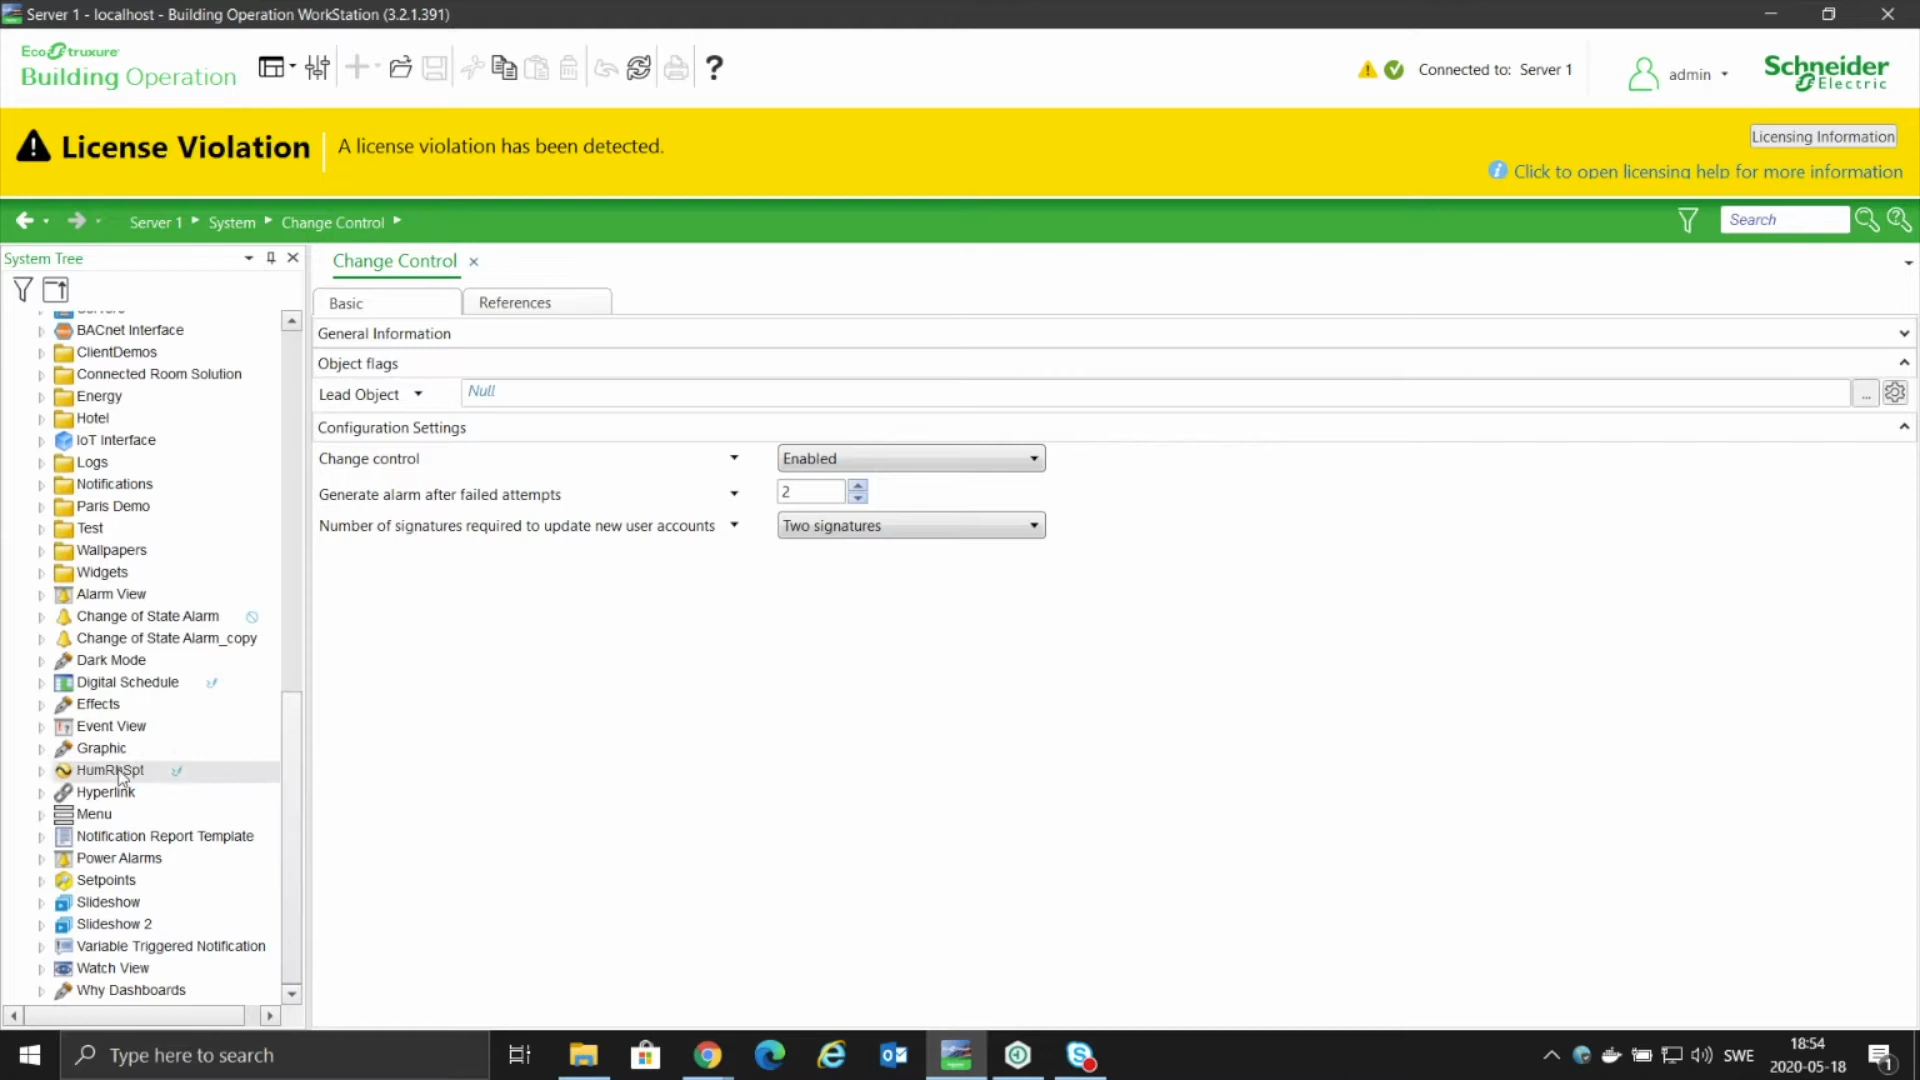 Server 1 - localhost - Building Operation WorkStation (3.2.1.391)
EcoStruxure
Building Operation
Connected to: Server 1
admin
Schneider
Electric
License Violation
A license violation has been detected.
Licensing Information
Click to open licensing help for more information
Server 1
System
Change Control
Search
System Tree
Change Control
Basic
References
General Information
Object flags
Lead Object
Null
...
Configuration Settings
Change control
Enabled
Generate alarm after failed attempts
2
Number of signatures required to update new user accounts
Two signatures
Servers
BACnet Interface
ClientDemos
Connected Room Solution
Energy
Hotel
IoT Interface
Logs
Notifications
Paris Demo
Test
Wallpapers
Widgets
Alarm View
Change of State Alarm
Change of State Alarm_copy
Dark Mode
Digital Schedule
Effects
Event View
Graphic
HumRhSpt
Hyperlink
Menu
Notification Report Template
Power Alarms
Setpoints
Slideshow
Slideshow 2
Variable Triggered Notification
Watch View
Why Dashboards
Type here to search
SWE
18:54
2020-05-18
1